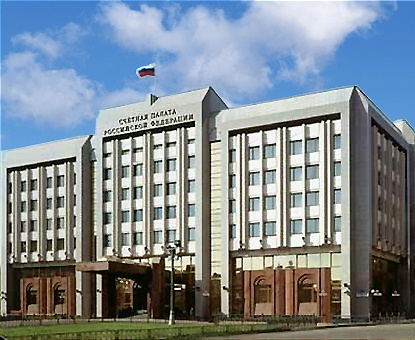 СЧЕТНАЯ ПАЛАТА
РОССИЙСКОЙ ФЕДЕРАЦИИ